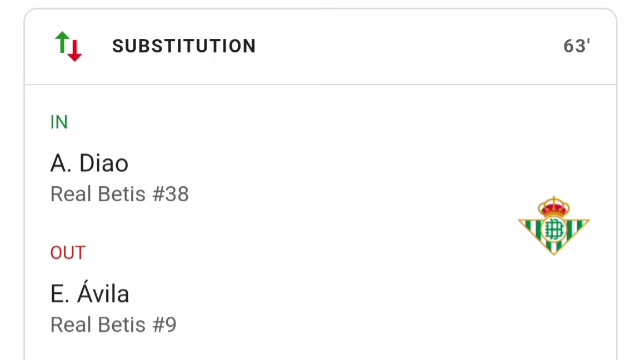 SUBSTITUTION 63'
IN
A. Diao
Real Betis #38
OUT
E. Ávila
Real Betis #9